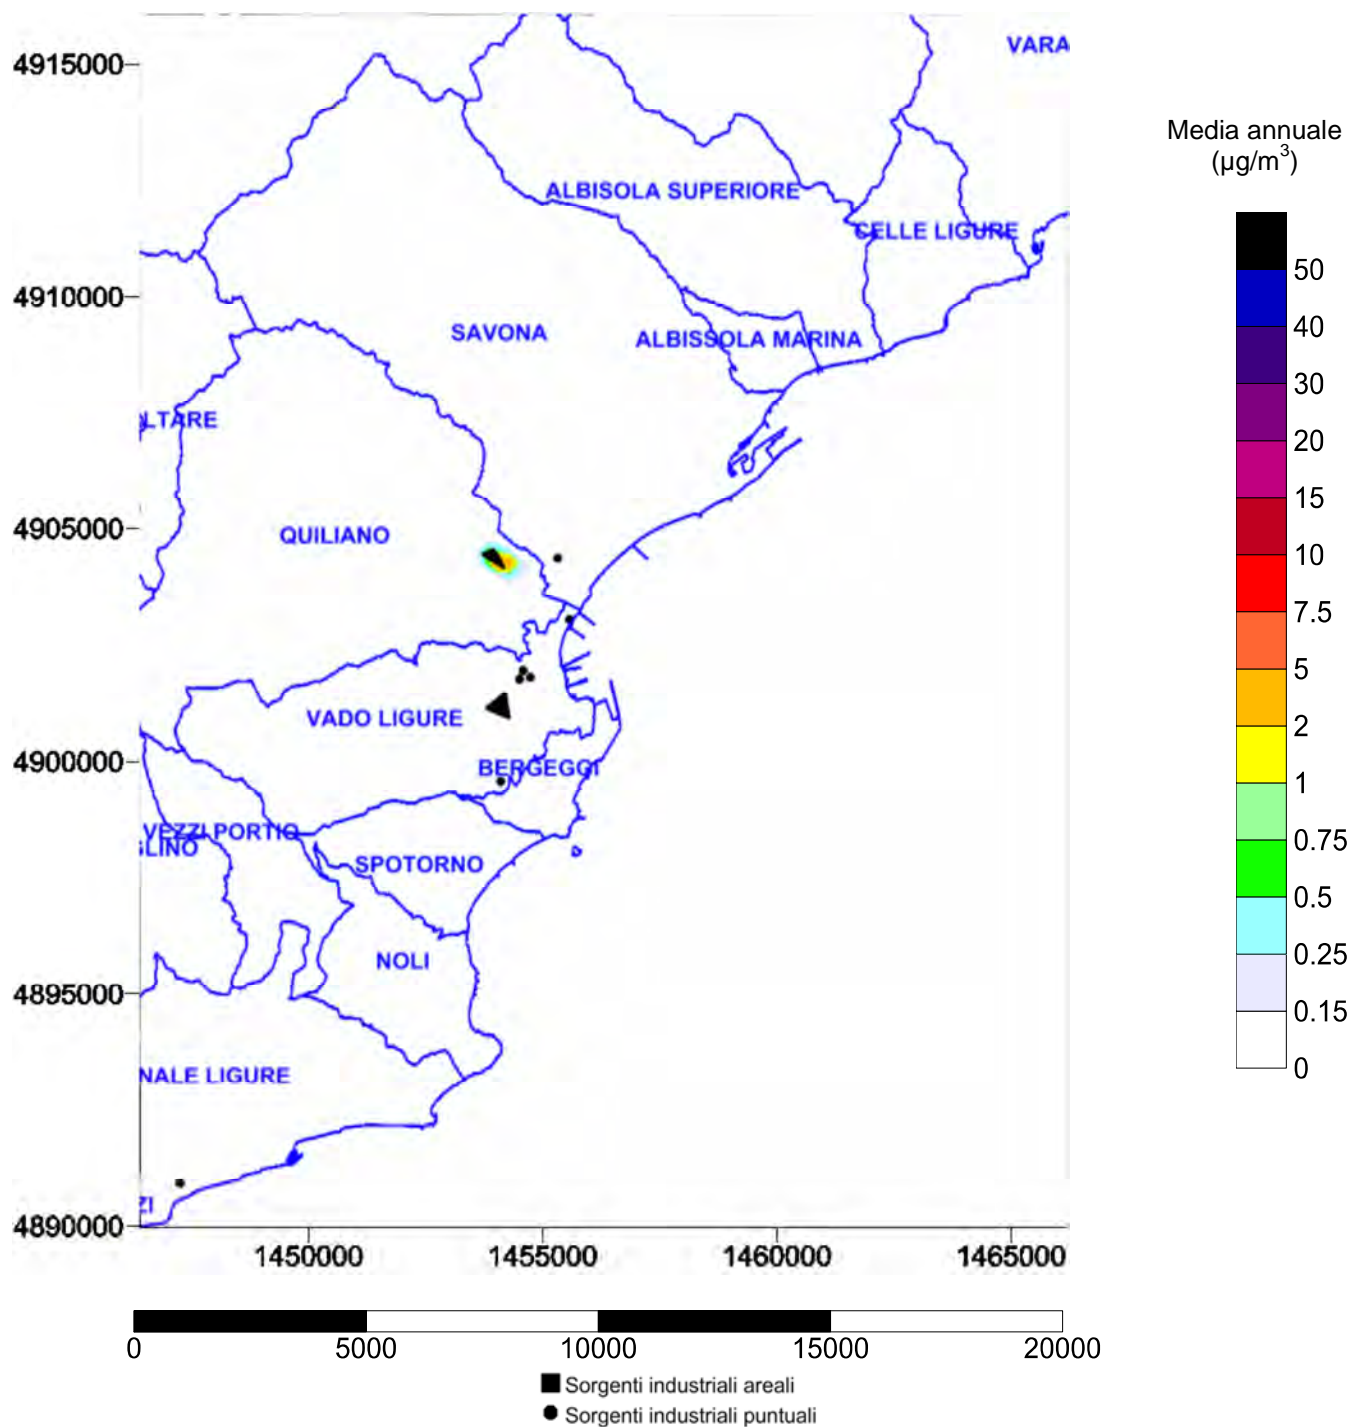 4915000
VARA
Media annuale
(µg/m³)
ALBISOLA SUPERIORE
CELLE LIGURE
50
4910000
40
SAVONA
ALBISSOLA MARINA
30
LTARE
20
15
4905000
QUILIANO
10
7.5
5
VADO LIGURE
2
4900000
BERGEGGI
1
VEZZI PORTIO
GLINO
0.75
SPOTORNO
0.5
NOLI
0.25
4895000
0.15
NALE LIGURE
0
ZI
4890000
1450000 1455000 1460000 1465000
0 5000 10000 15000 20000
Sorgenti industriali areali
Sorgenti industriali puntuali